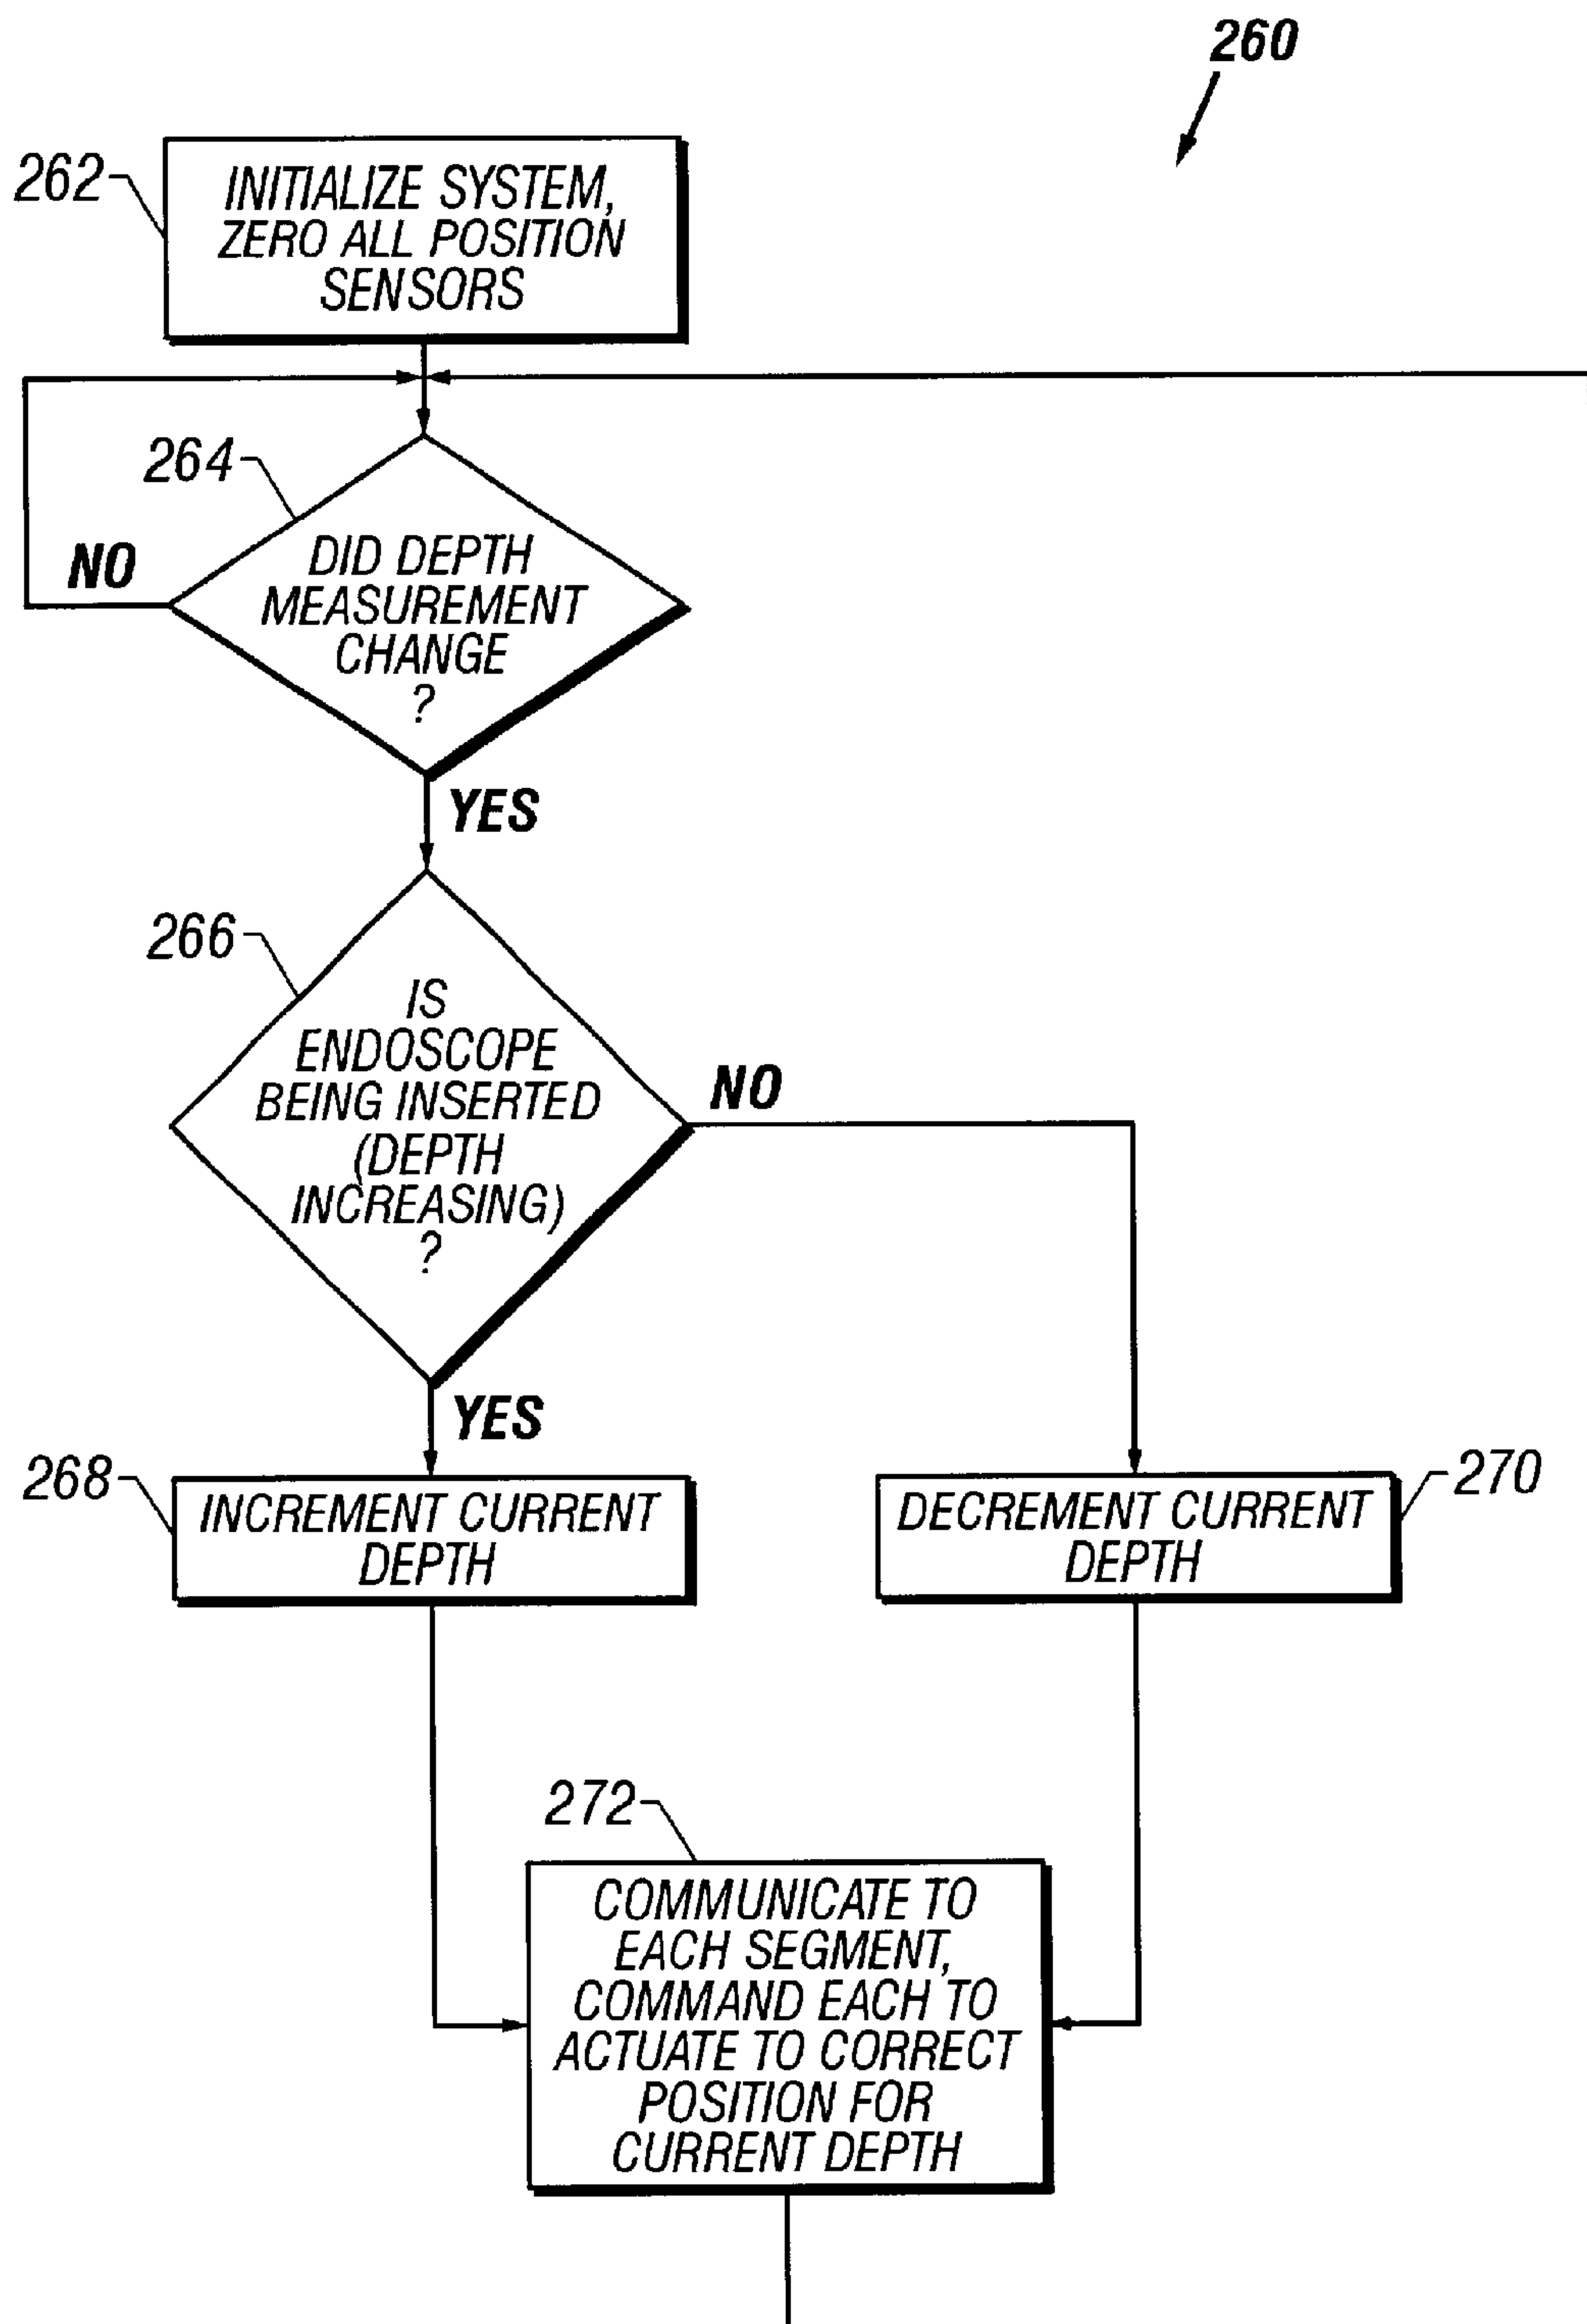 260
262
INITIALIZE SYSTEM,
ZERO ALL POSITION
SENSORS
264
NO
DID DEPTH
MEASUREMENT
CHANGE
?
YES
266
IS
ENDOSCOPE
BEING INSERTED
(DEPTH
INCREASING)
?
NO
YES
268
INCREMENT CURRENT
DEPTH
270
DECREMENT CURRENT
DEPTH
272
COMMUNICATE TO
EACH SEGMENT,
COMMAND EACH TO
ACTUATE TO CORRECT
POSITION FOR
CURRENT DEPTH